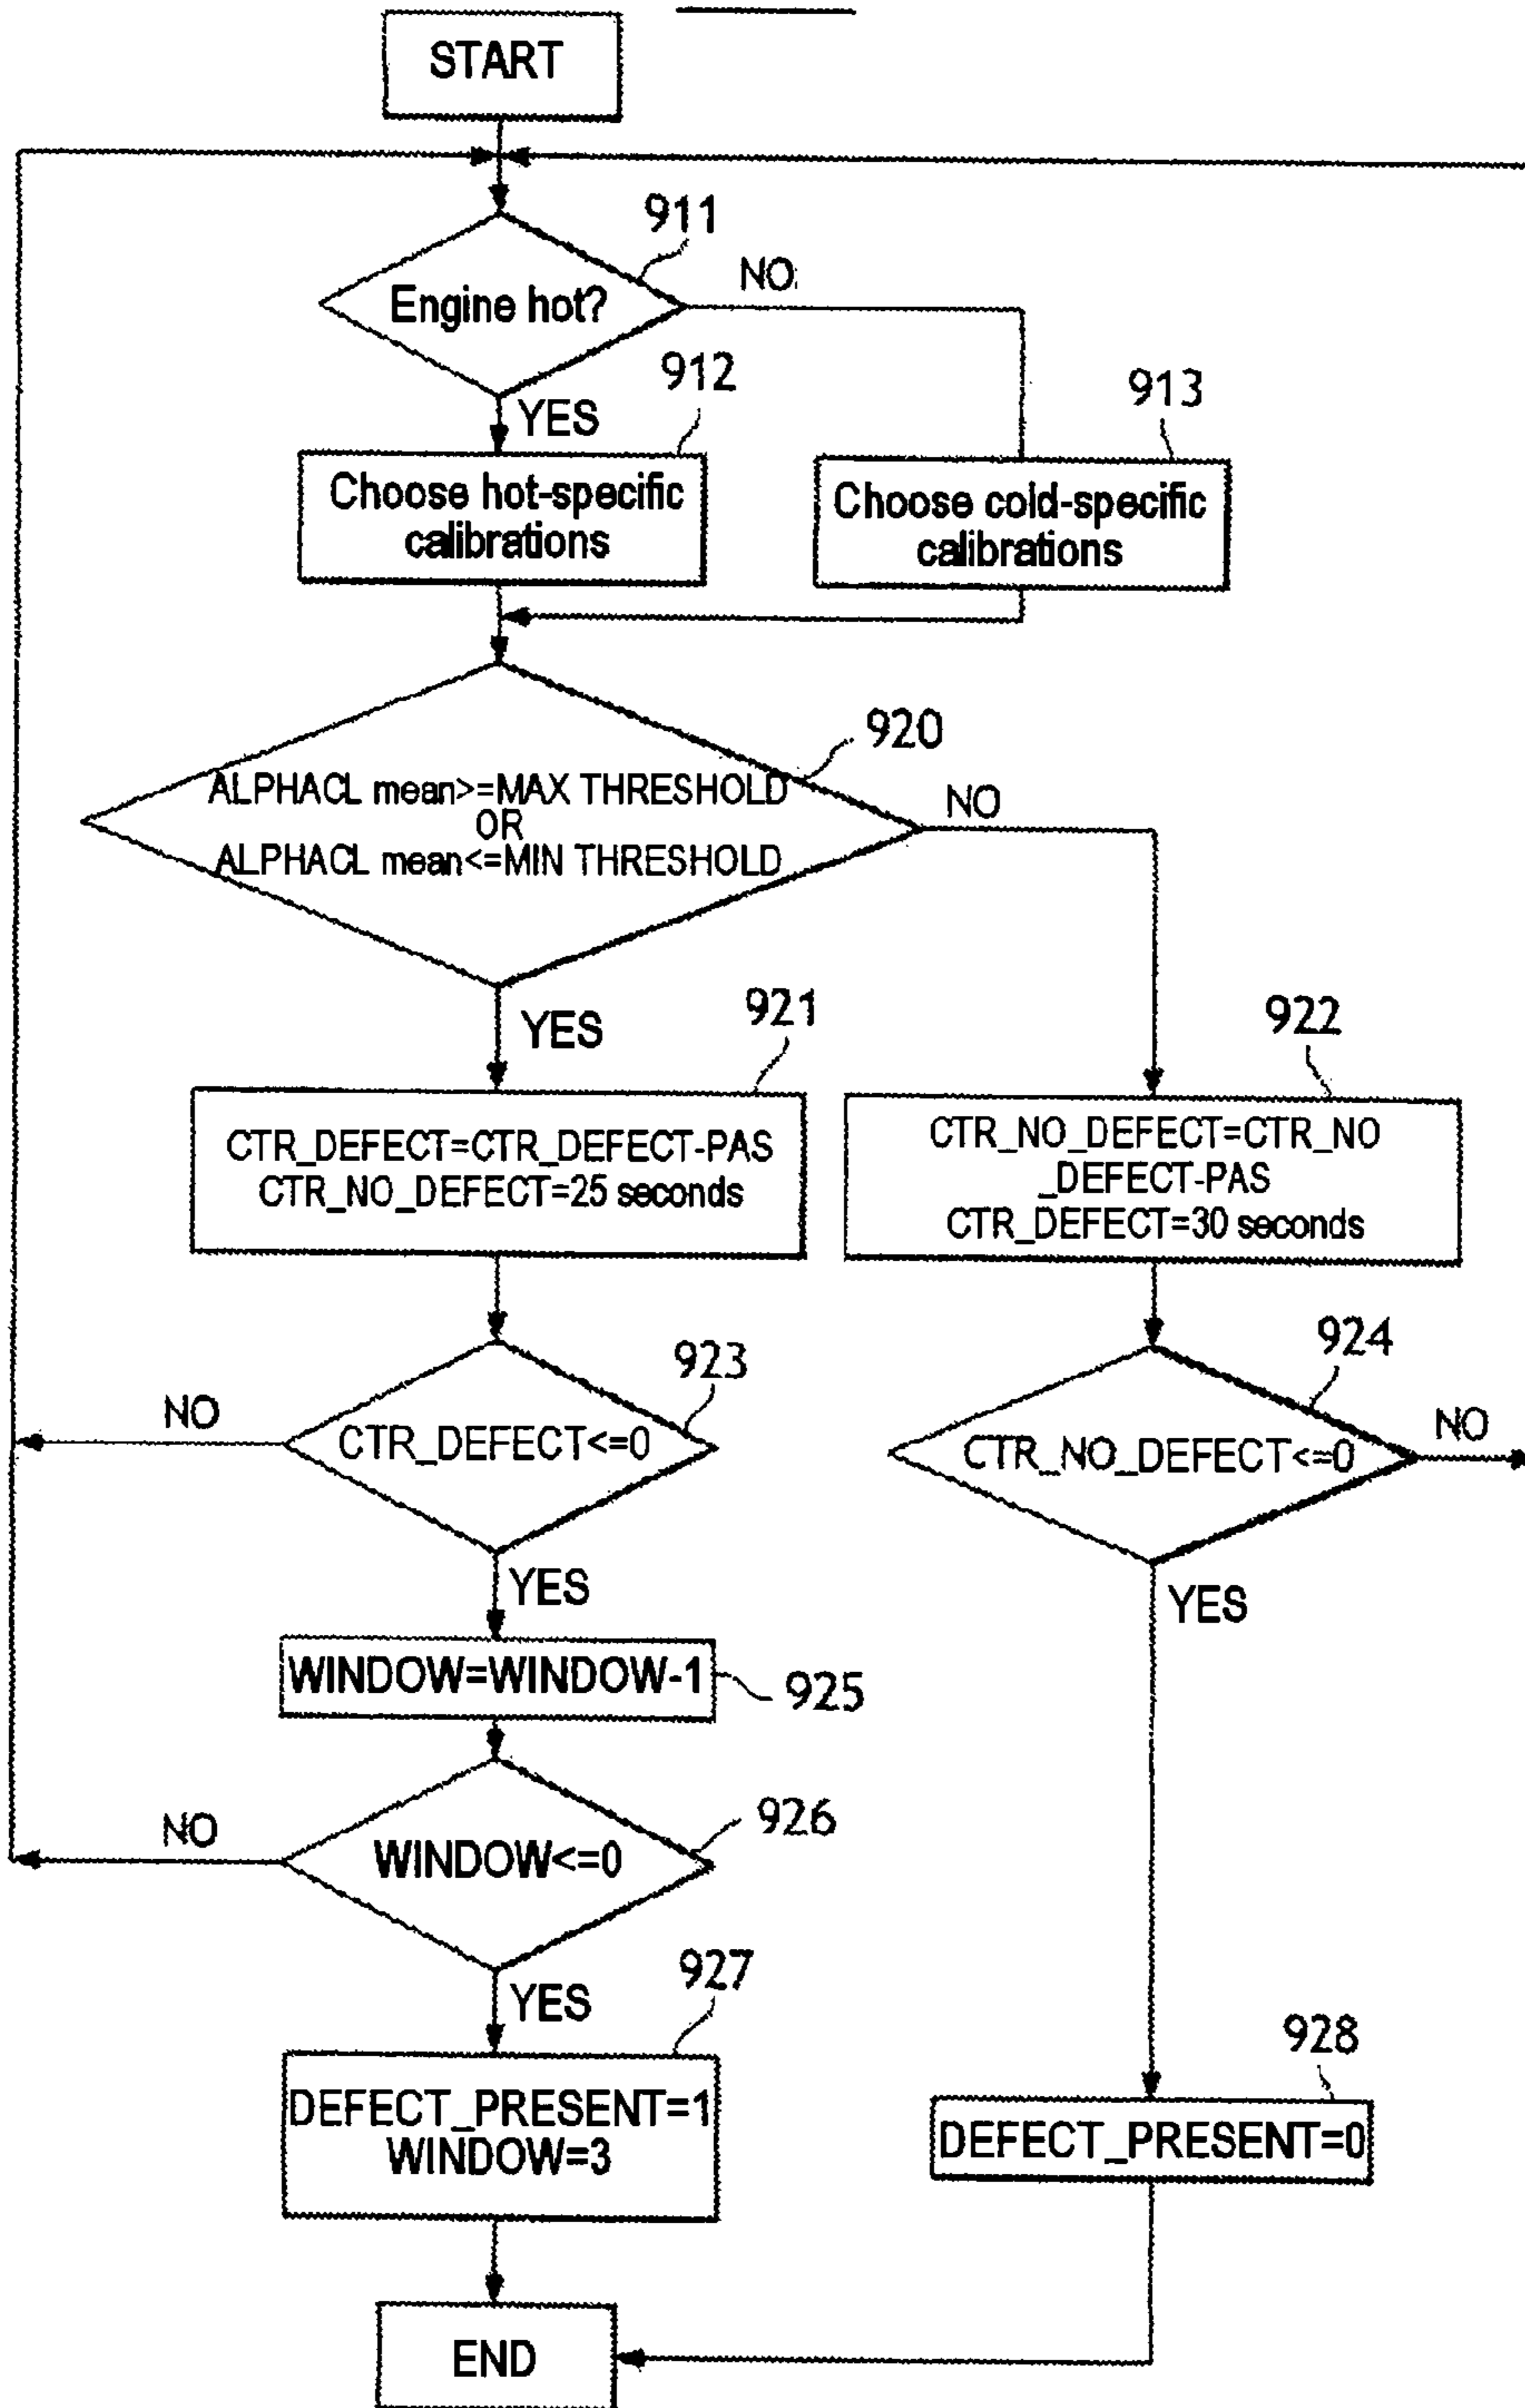 START
911
Engine hot?
NO
912
913
YES
Choose hot-specific
calibrations
Choose cold-specific
calibrations
920
ALPHACL mean>=MAX THRESHOLD
OR
ALPHACL mean<=MIN THRESHOLD
NO
YES
921
922
CTR_DEFECT=CTR_DEFECT-PAS
CTR_NO_DEFECT=25 seconds
CTR_NO_DEFECT=CTR_NO
_DEFECT-PAS
CTR_DEFECT=30 seconds
923
924
NO
CTR_DEFECT<=0
CTR_NO_DEFECT<=0
NO
YES
YES
WINDOW=WINDOW-1
925
926
NO
WINDOW<=0
YES
927
928
DEFECT_PRESENT=1
WINDOW=3
DEFECT_PRESENT=0
END